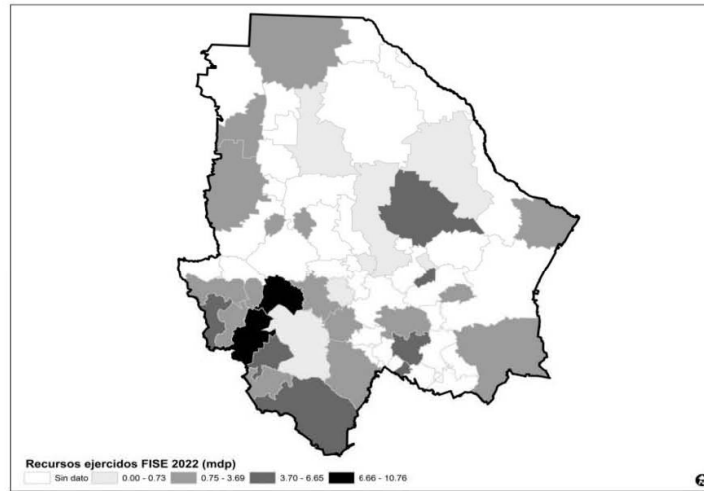 Recursos ejercidos FISE 2022 (mdp)
Sin dato 0.00 - 0.73 0.75 - 3.69 3.70 - 6.65 6.66 - 10.76